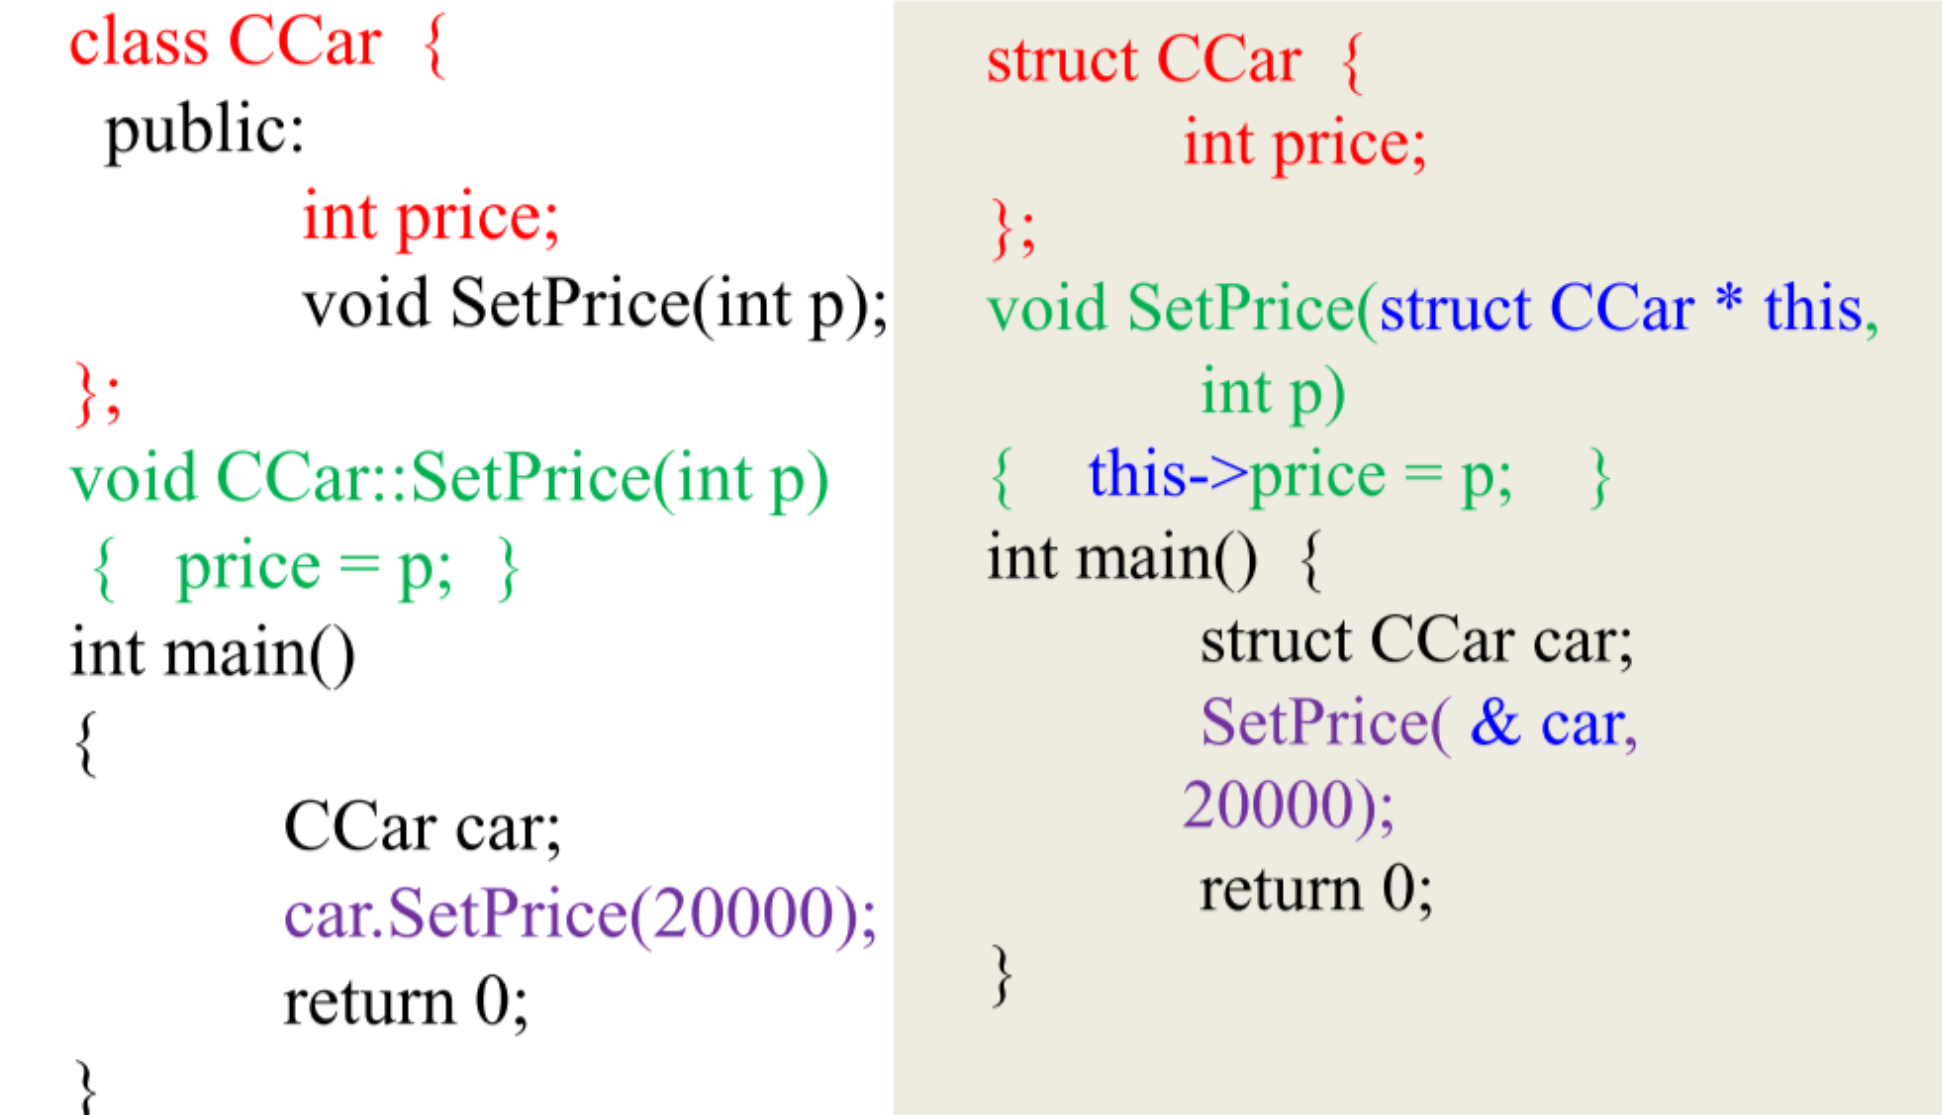 class CCar {
public:
int price;
void SetPrice(int p);
};
void CCar::SetPrice(int p)
{ price = p; }
int main()
{
CCar car;
car.SetPrice(20000);
return 0;
}
struct CCar {
int price;
};
void SetPrice(struct CCar * this,
int p)
{ this->price = p; }
int main() {
struct CCar car;
SetPrice( & car,
20000);
return 0;
}